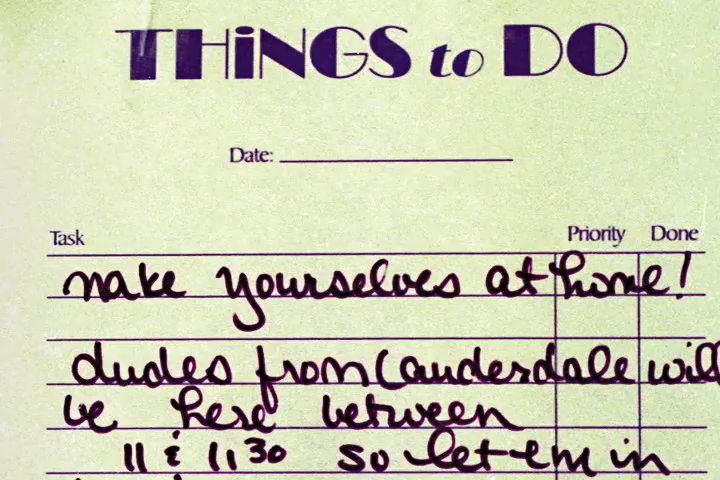 THiNGS to DO
Date:
Task Priority Done
make yourselves at home!
dudes from Lauderdale will
be here between
11 & 11:30 so let em in